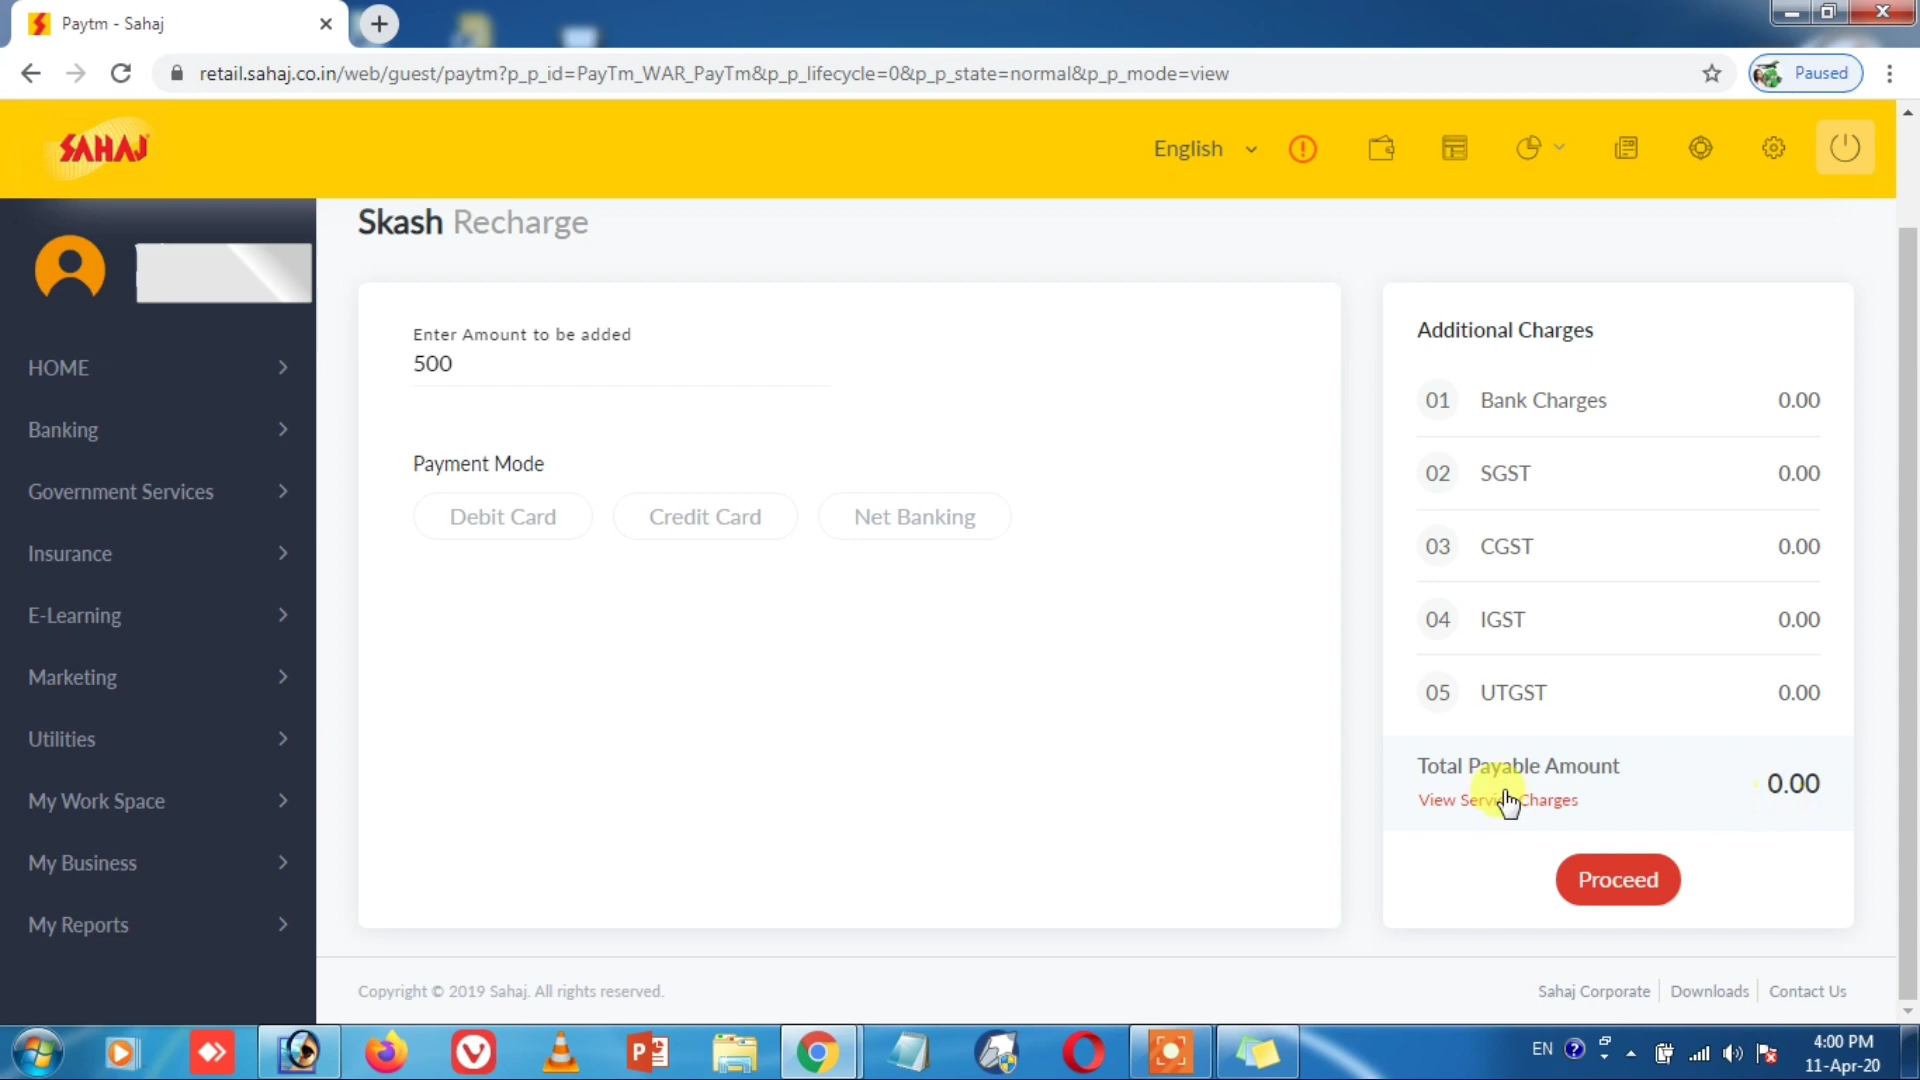 Paytm - Sahaj
retail.sahaj.co.in/web/guest/paytm?p_p_id=PayTm_WAR_PayTm&p_p_lifecycle=0&p_p_state=normal&p_p_mode=view
Paused
SAHAJ
English
Skash Recharge
HOME
Banking
Government Services
Insurance
E-Learning
Marketing
Utilities
My Work Space
My Business
My Reports
Enter Amount to be added
500
Payment Mode
Debit Card Credit Card Net Banking
Additional Charges
01 Bank Charges 0.00
02 SGST 0.00
03 CGST 0.00
04 IGST 0.00
05 UTGST 0.00
Total Payable Amount 0.00
View Service Charges
Proceed
Copyright © 2019 Sahaj. All rights reserved.
Sahaj Corporate Downloads Contact Us
EN
4:00 PM
11-Apr-20